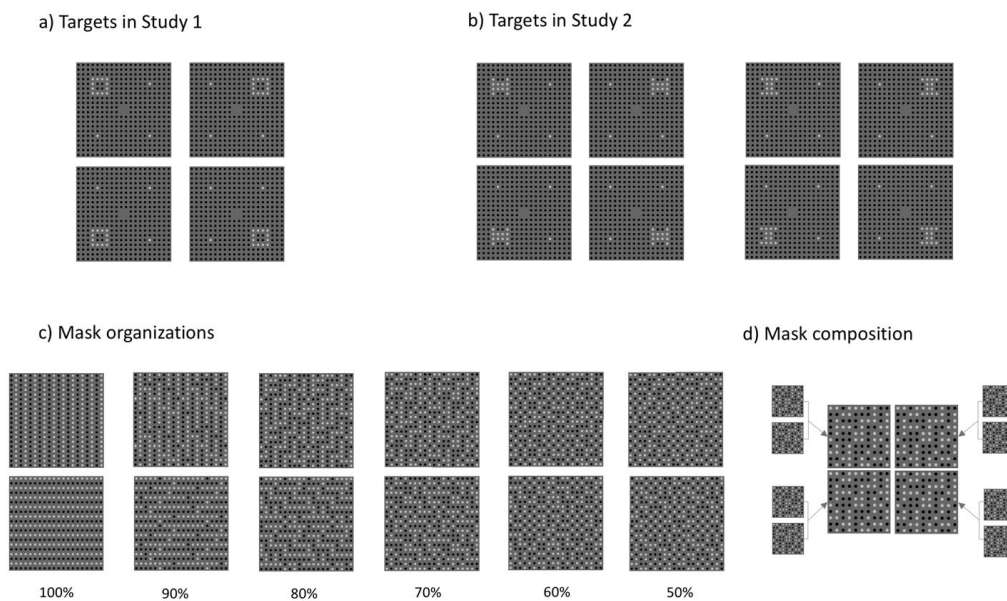 a) Targets in Study 1
b) Targets in Study 2
c) Mask organizations
d) Mask composition
100%
90%
80%
70%
60%
50%